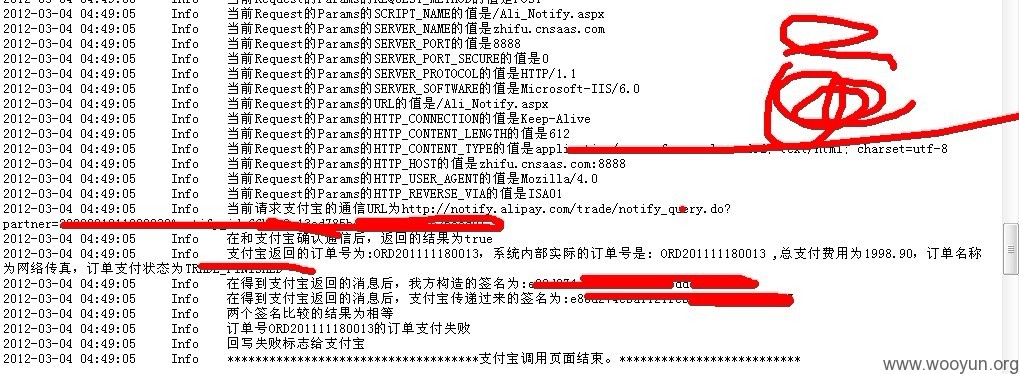 2012-03-04 04:49:05 Info 当前Request的Params的REQUEST_METHOD的值是POST
2012-03-04 04:49:05 Info 当前Request的Params的SCRIPT_NAME的值是/Ali_Notify.aspx
2012-03-04 04:49:05 Info 当前Request的Params的SERVER_NAME的值是zhifu.cnsaas.com
2012-03-04 04:49:05 Info 当前Request的Params的SERVER_PORT的值是8888
2012-03-04 04:49:05 Info 当前Request的Params的SERVER_PORT_SECURE的值是0
2012-03-04 04:49:05 Info 当前Request的Params的SERVER_PROTOCOL的值是HTTP/1.1
2012-03-04 04:49:05 Info 当前Request的Params的SERVER_SOFTWARE的值是Microsoft-IIS/6.0
2012-03-04 04:49:05 Info 当前Request的Params的URL的值是/Ali_Notify.aspx
2012-03-04 04:49:05 Info 当前Request的Params的HTTP_CONNECTION的值是Keep-Alive
2012-03-04 04:49:05 Info 当前Request的Params的HTTP_CONTENT_LENGTH的值是612
2012-03-04 04:49:05 Info 当前Request的Params的HTTP_CONTENT_TYPE的值是 text/html; charset=utf-8
2012-03-04 04:49:05 Info 当前Request的Params的HTTP_HOST的值是zhifu.cnsaas.com:8888
2012-03-04 04:49:05 Info 当前Request的Params的HTTP_USER_AGENT的值是Mozilla/4.0
2012-03-04 04:49:05 Info 当前Request的Params的HTTP_REVERSE_VIA的值是ISA01
2012-03-04 04:49:05 Info 当前请求支付宝的通信URL为http://notify.alipay.com/trade/notify_query.do?
partner=
2012-03-04 04:49:05 Info 在和支付宝确认通信后，返回的结果为true
2012-03-04 04:49:05 Info 支付宝返回的订单号为:ORD201111180013，系统内部实际的订单号是：ORD201111180013 ,总支付费用为1998.90，订单名称
为网络传真，订单支付状态为TRADE_FINISHED
2012-03-04 04:49:05 Info 在得到支付宝返回的消息后，我方构造的签名为:
2012-03-04 04:49:05 Info 在得到支付宝返回的消息后，支付宝传递过来的签名为:
2012-03-04 04:49:05 Info 两个签名比较的结果为相等
2012-03-04 04:49:05 Info 订单号ORD201111180013的订单支付失败
2012-03-04 04:49:05 Info 回写失败标志给支付宝
2012-03-04 04:49:05 Info ***********************************支付宝调用页面结束。*************************
www.wooyun.org